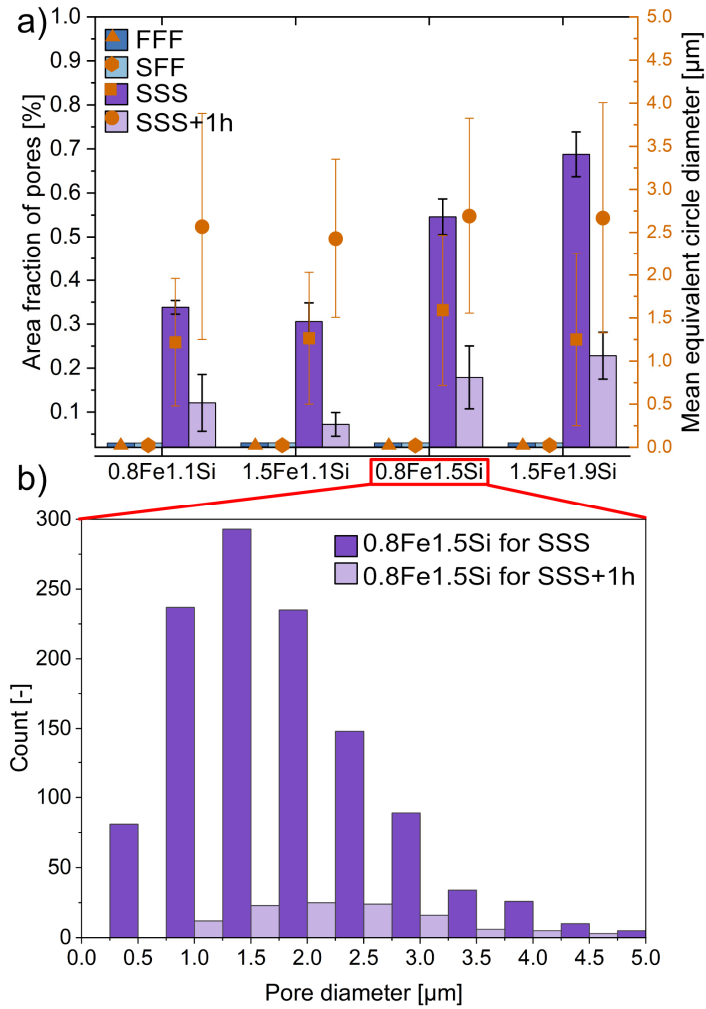 a)
1.0
0.9
0.8
0.7
0.6
0.5
0.4
0.3
0.2
0.1
Area fraction of pores [%]
FFF
SFF
SSS
SSS+1h
5.0
4.5
4.0
3.5
3.0
2.5
2.0
1.5
1.0
0.5
0.0
Mean equivalent circle diameter [µm]
0.8Fe1.1Si 1.5Fe1.1Si 0.8Fe1.5Si 1.5Fe1.9Si
b)
300
250
200
150
100
50
0
Count [-]
0.8Fe1.5Si for SSS
0.8Fe1.5Si for SSS+1h
0.0 0.5 1.0 1.5 2.0 2.5 3.0 3.5 4.0 4.5 5.0
Pore diameter [µm]